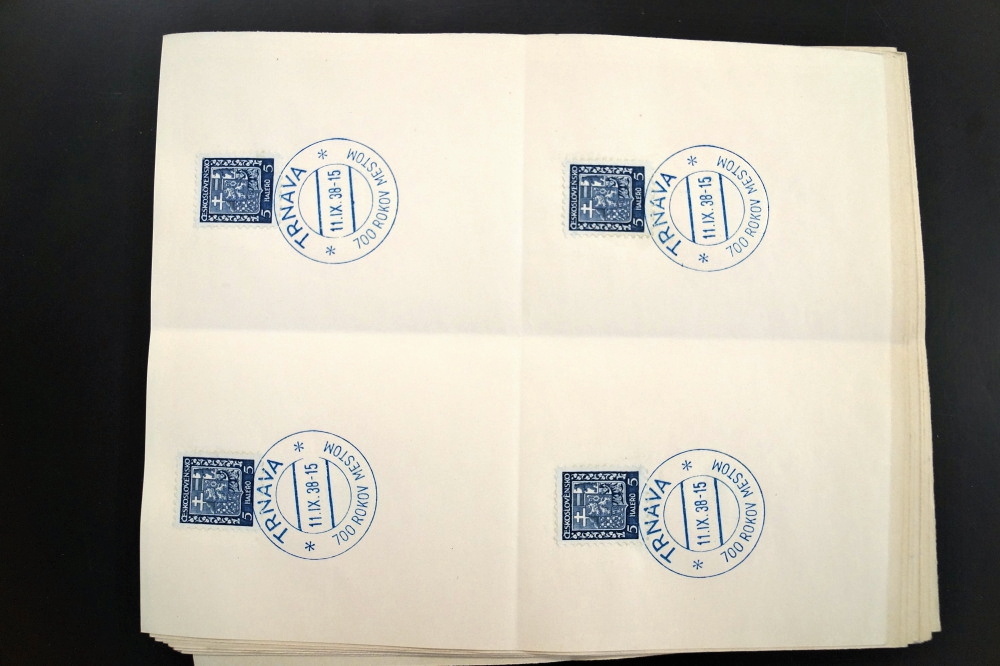 ČESKOSLOVENSKO
5 HALÉŘŮ 5
TRNAVA
11.IX.38-15
700 ROKOV MESTOM
ČESKOSLOVENSKO
5 HALÉŘŮ 5
TRNAVA
11.IX.38-15
700 ROKOV MESTOM
ČESKOSLOVENSKO
5 HALÉŘŮ 5
TRNAVA
11.IX.38-15
700 ROKOV MESTOM
ČESKOSLOVENSKO
5 HALÉŘŮ 5
TRNAVA
11.IX.38-15
700 ROKOV MESTOM